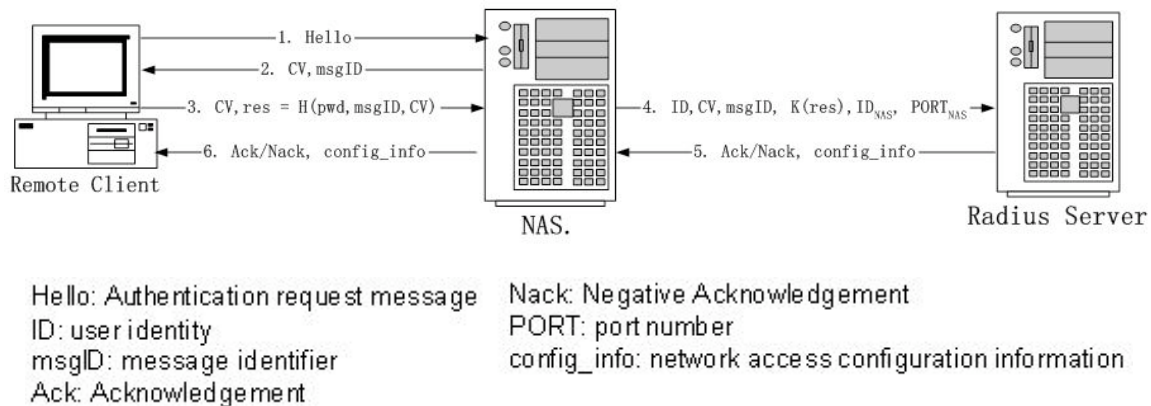 1. Hello
2. CV,msgID
3. CV,res = H(pwd,msgID,CV)
4. ID,CV,msgID, K(res),ID_NAS, PORT_NAS
6. Ack/Nack, config_info
5. Ack/Nack, config_info
Remote Client
NAS.
Radius Server
Hello: Authentication request message
ID: user identity
msgID: message identifier
Ack: Acknowledgement
Nack: Negative Acknowledgement
PORT: port number
config_info: network access configuration information